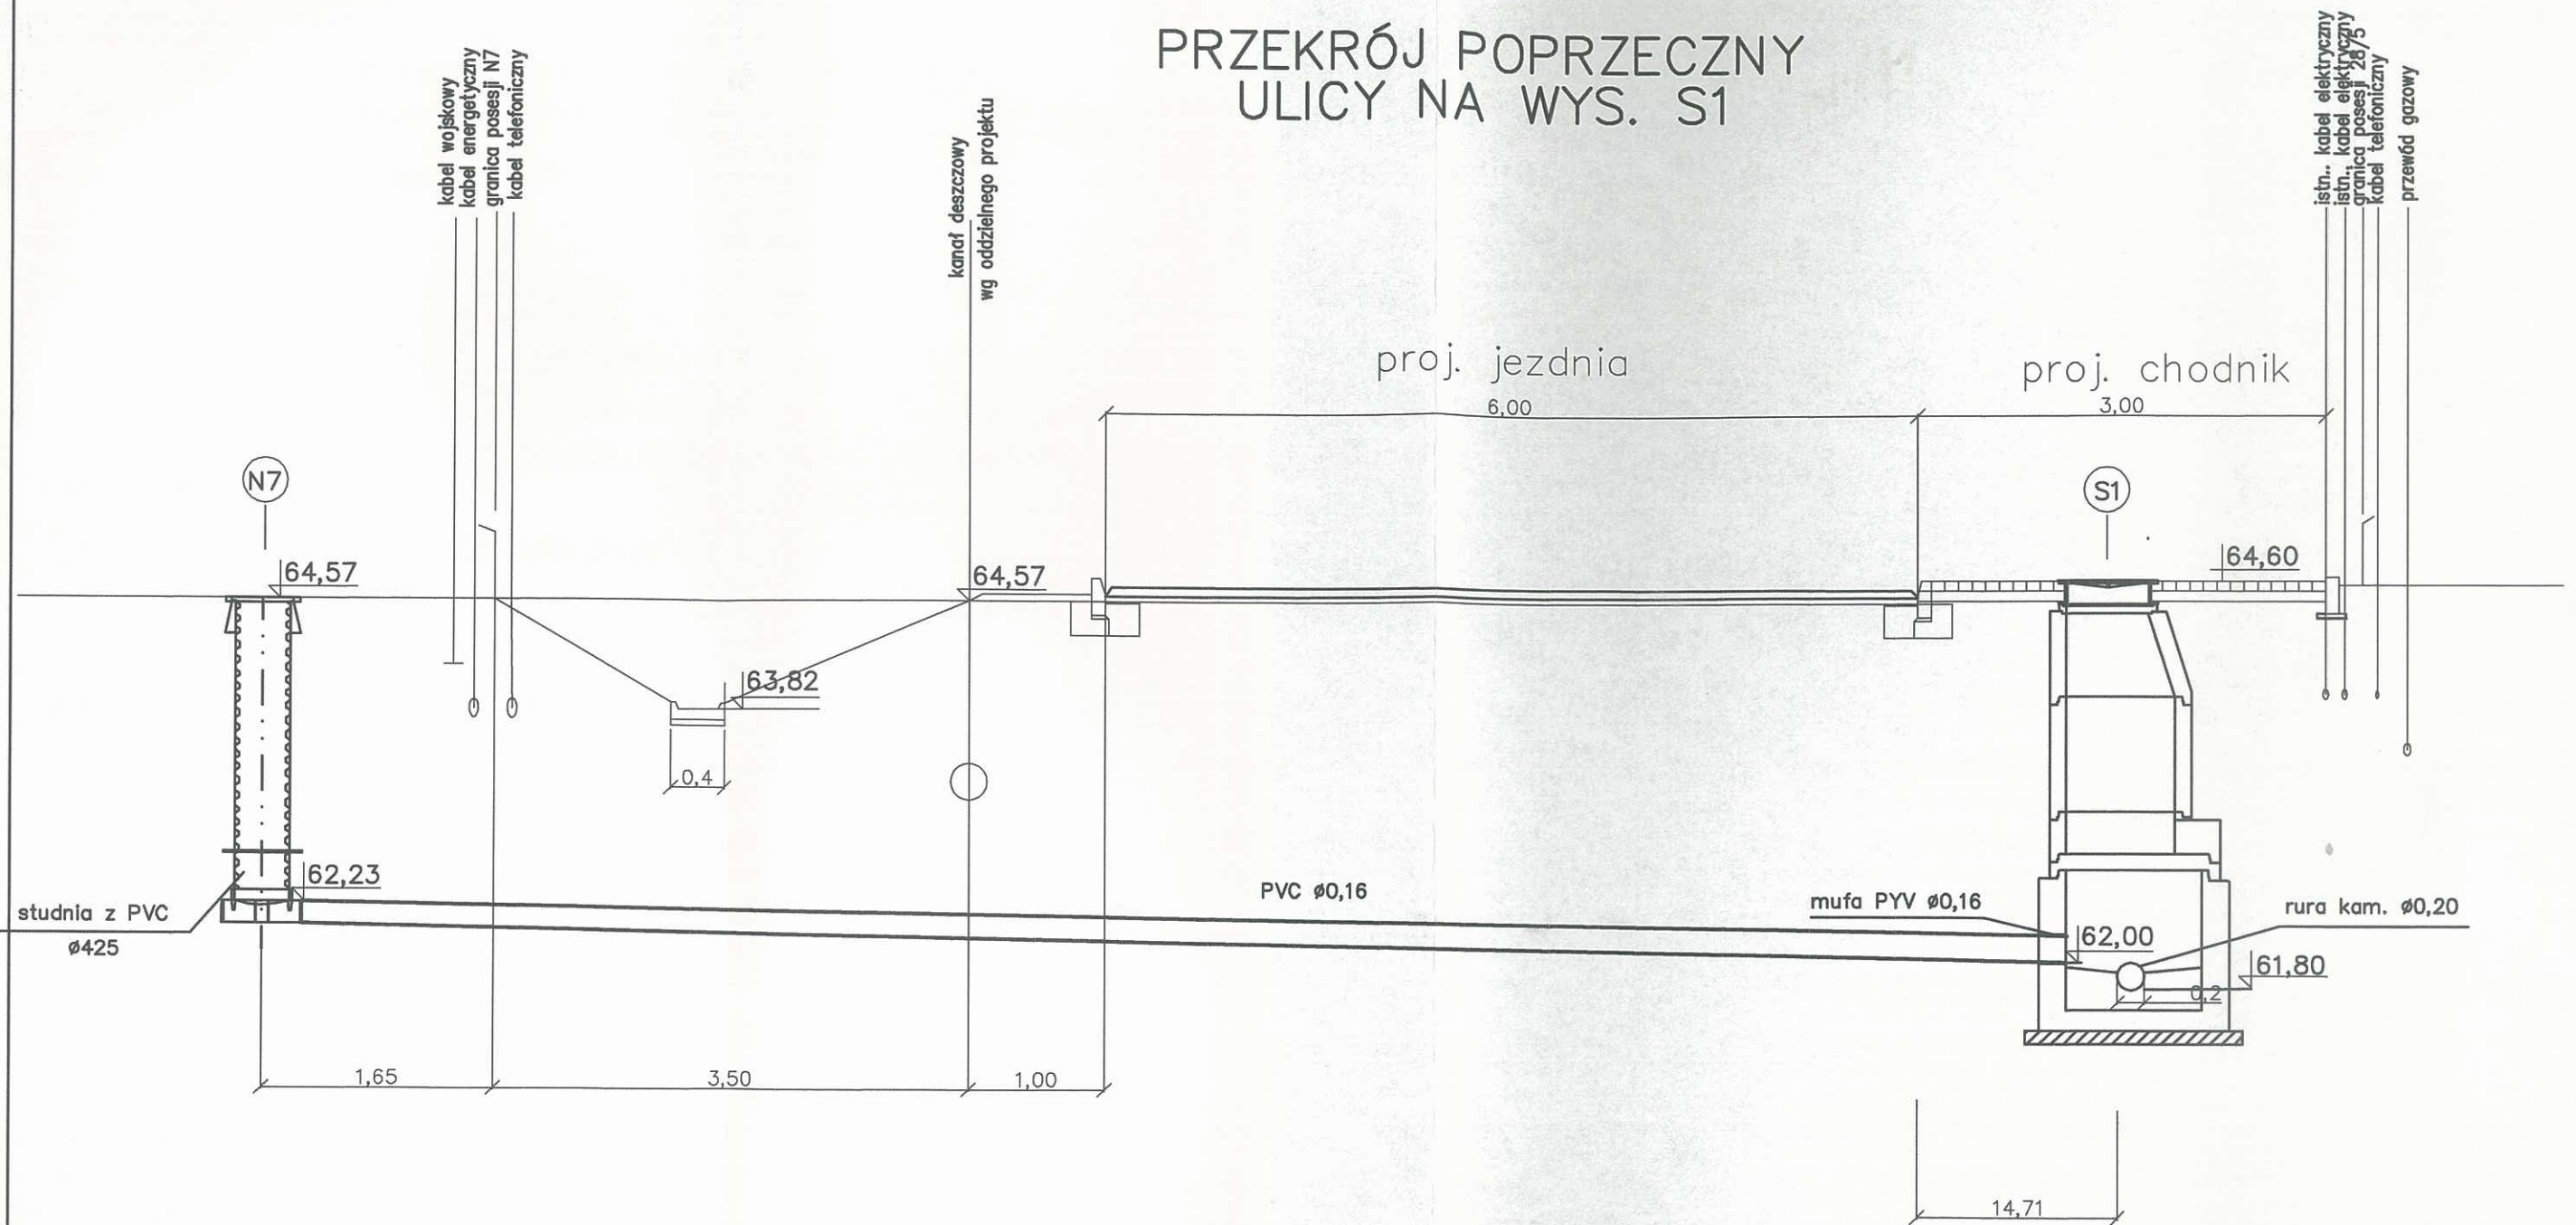 PRZEKRÓJ POPRZECZNY
ULICY NA WYS. S1
kabel wojskowy
kabel energetyczny
granica posesji N7
kabel telefoniczny
kanał deszczowy
wg oddzielnego projektu
istn.. kabel elektryczny
istn.. kabel elektryczny
granica posesji 28/5
kabel telefoniczny
przewód gazowy
proj. jezdnia
proj. chodnik
6,00
3,00
N7
S1
64,57
64,57
64,60
63,82
0,4
62,23
studnia z PVC
ø425
PVC ø0,16
mufa PYV ø0,16
rura kam. ø0,20
62,00
61,80
0,2
1,65
3,50
1,00
14,71